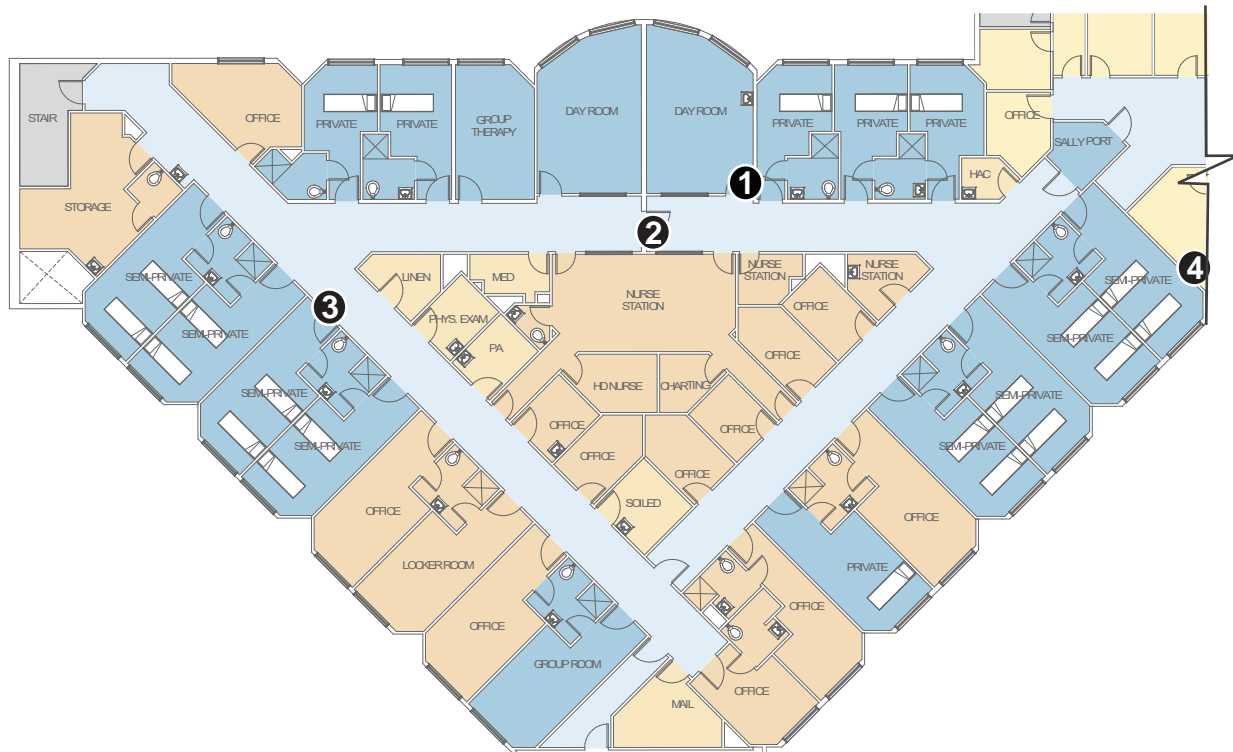 STAIR
OFFICE
PRIVATE
PRIVATE
GROUP
THERAPY
DAY ROOM
DAY ROOM
PRIVATE
PRIVATE
PRIVATE
OFFICE
SALLY PORT
HAC
1
STORAGE
2
SEMI-PRIVATE
LINEN
MED
NURSE
STATION
NURSE
STATION
NURSE
STATION
4
SEMI-PRIVATE
3
SEMI-PRIVATE
PHYS. EXAM
OFFICE
SEMI-PRIVATE
PA
OFFICE
SEMI-PRIVATE
HD NURSE
CHARTING
SEMI-PRIVATE
SEMI-PRIVATE
OFFICE
OFFICE
SEMI-PRIVATE
OFFICE
OFFICE
SOILED
OFFICE
OFFICE
LOCKER ROOM
PRIVATE
OFFICE
OFFICE
GROUP ROOM
OFFICE
MAIL